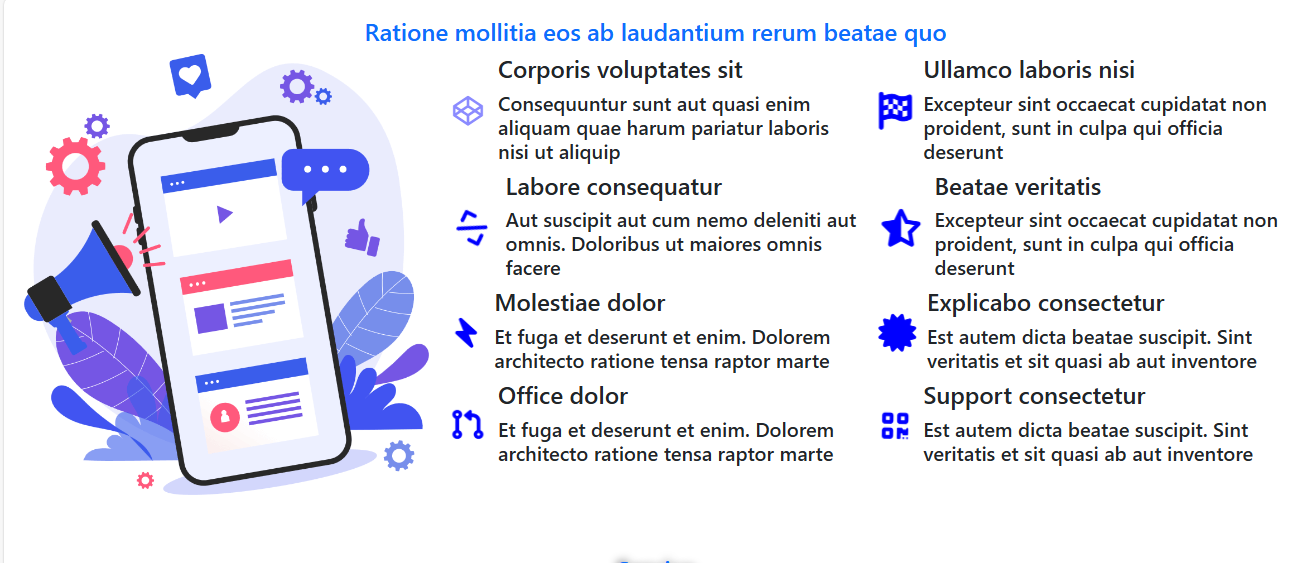 Ratione mollitia eos ab laudantium rerum beatae quo
Corporis voluptates sit
Consequuntur sunt aut quasi enim
aliquam quae harum pariatur laboris
nisi ut aliquip
Ullamco laboris nisi
Excepteur sint occaecat cupidatat non
proident, sunt in culpa qui officia
deserunt
Labore consequatur
Aut suscipit aut cum nemo deleniti aut
omnis. Doloribus ut maiores omnis
facere
Beatae veritatis
Excepteur sint occaecat cupidatat non
proident, sunt in culpa qui officia
deserunt
Molestiae dolor
Et fuga et deserunt et enim. Dolorem
architecto ratione tensa raptor marte
Explicabo consectetur
Est autem dicta beatae suscipit. Sint
veritatis et sit quasi ab aut inventore
Office dolor
Et fuga et deserunt et enim. Dolorem
architecto ratione tensa raptor marte
Support consectetur
Est autem dicta beatae suscipit. Sint
veritatis et sit quasi ab aut inventore